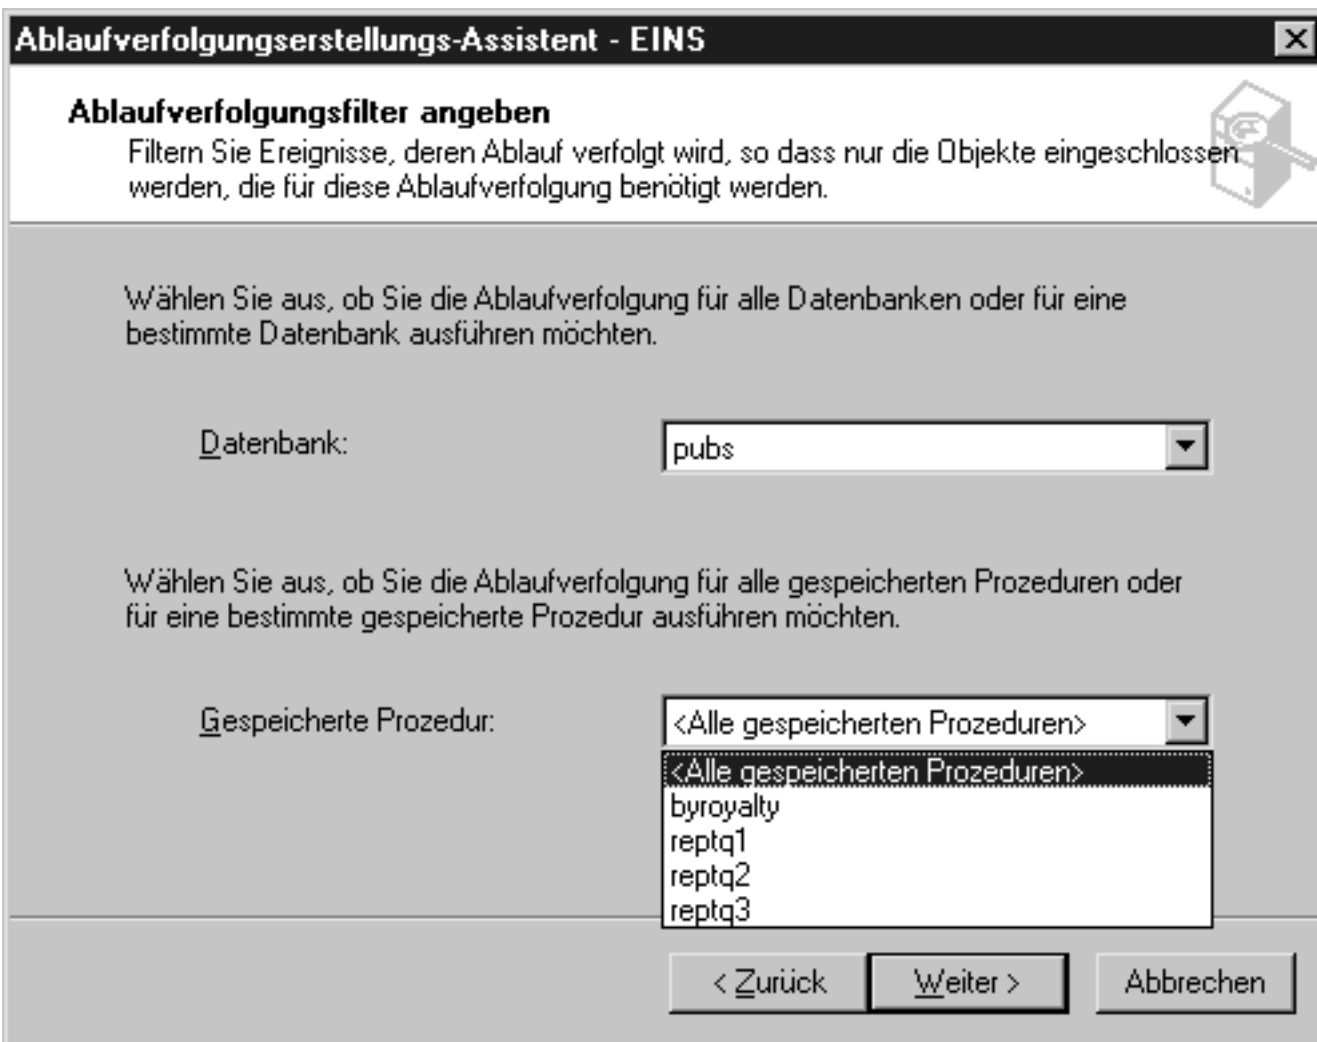 Ablaufverfolgungserstellungs-Assistent - EINS
Ablaufverfolgungsfilter angeben
Filtern Sie Ereignisse, deren Ablauf verfolgt wird, so dass nur die Objekte eingeschlossen
werden, die für diese Ablaufverfolgung benötigt werden.
Wählen Sie aus, ob Sie die Ablaufverfolgung für alle Datenbanken oder für eine
bestimmte Datenbank ausführen möchten.
Datenbank:
pubs
Wählen Sie aus, ob Sie die Ablaufverfolgung für alle gespeicherten Prozeduren oder
für eine bestimmte gespeicherte Prozedur ausführen möchten.
Gespeicherte Prozedur:
<Alle gespeicherten Prozeduren>
<Alle gespeicherten Prozeduren>
byroyalty
reptq1
reptq2
reptq3
< Zurück
Weiter >
Abbrechen